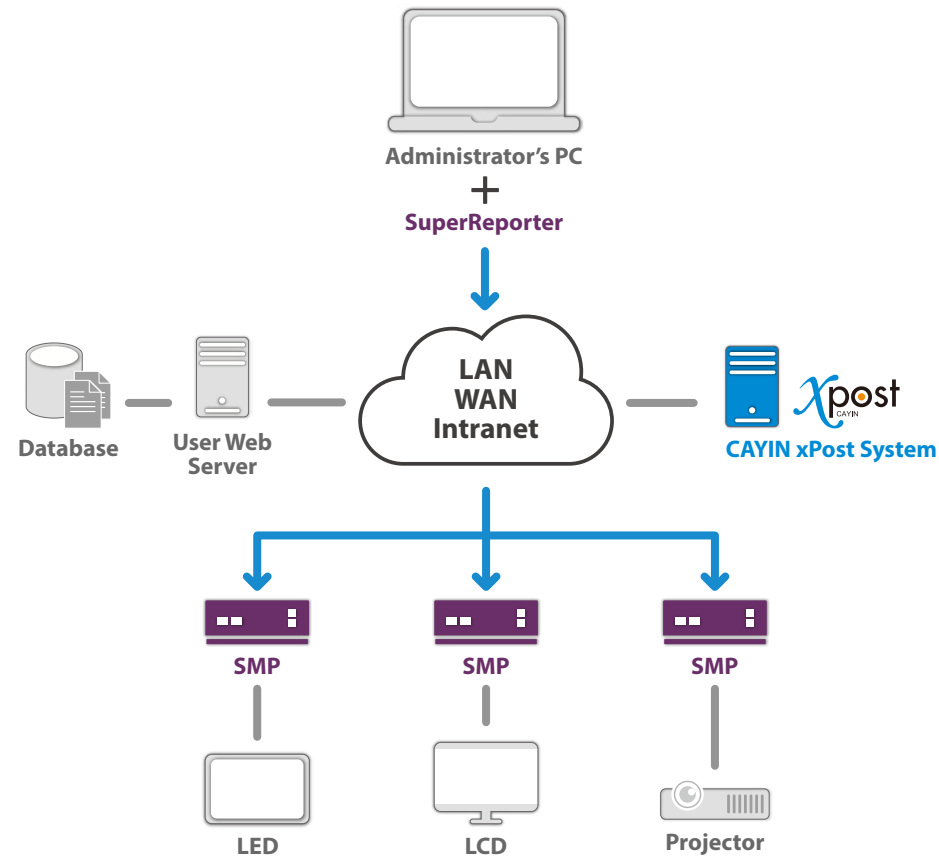 Administrator's PC
+
SuperReporter
LAN
WAN
Intranet
Database
User Web
Server
Xpost
CAYIN
CAYIN xPost System
SMP
SMP
SMP
LED
LCD
Projector